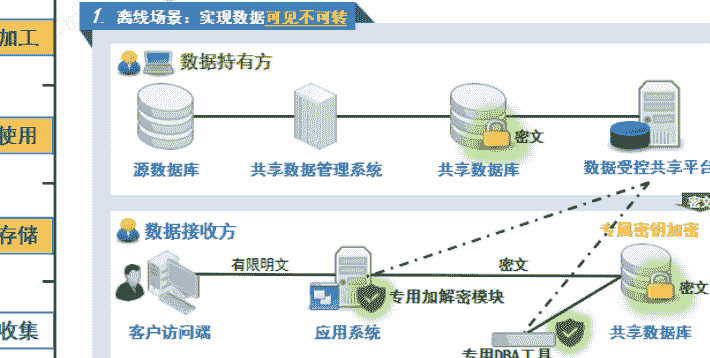 1. 离线场景：实现数据可见不可转
加工
使用
存储
收集
数据持有方
源数据库
共享数据管理系统
共享数据库
密文
数据受控共享平台
密文
数据接收方
专属密钥加密
有限明文
密文
密文
专用加解密模块
客户访问端
应用系统
共享数据库
专用DBA工具